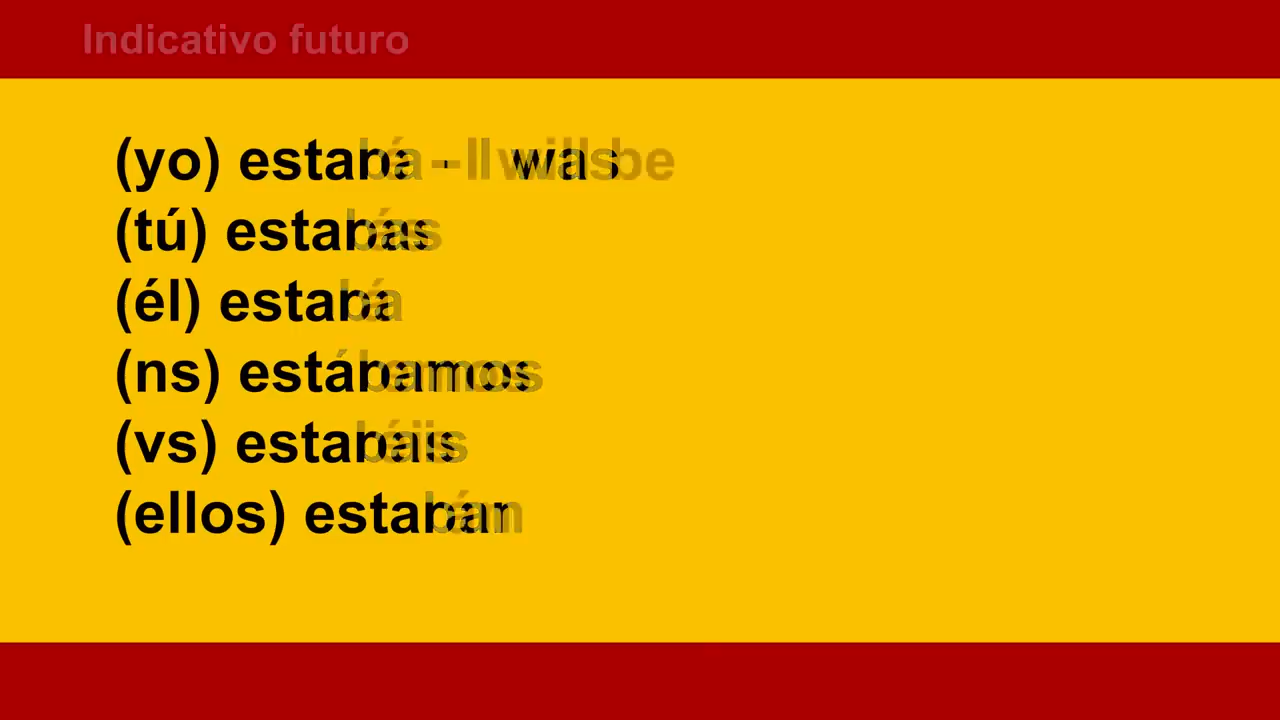 Indicativo futuro
(yo) estaba - I was
(tú) estabas
(él) estaba
(ns) estábamos
(vs) estabais
(ellos) estaban